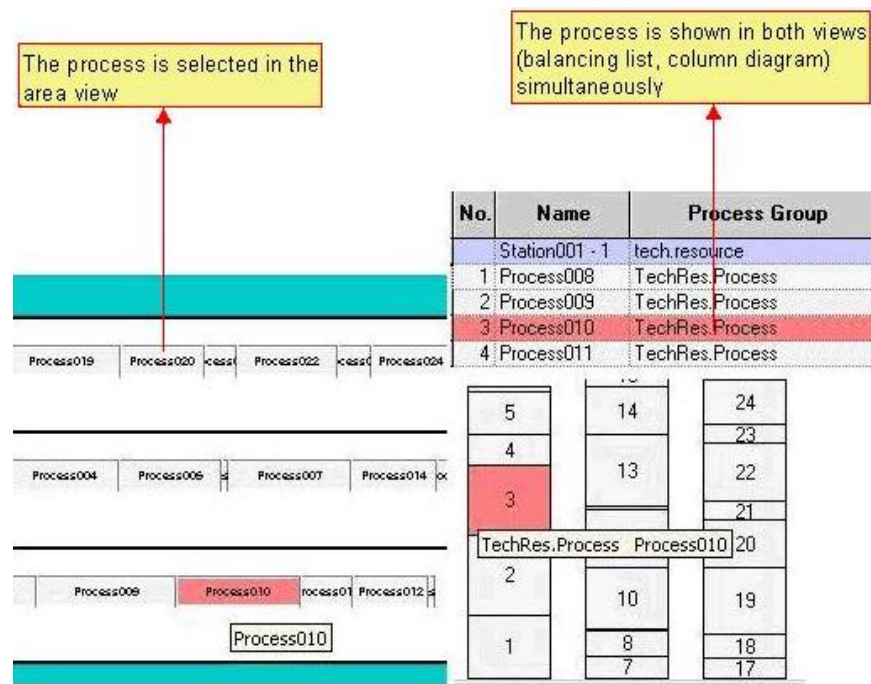 The process is selected in the
area view
The process is shown in both views
(balancing list, column diagram)
simultaneously
No. Name Process Group
Station001 - 1 tech.resource
1 Process008 TechRes.Process
2 Process009 TechRes.Process
3 Process010 TechRes.Process
4 Process011 TechRes.Process
Process019 Process020 Process022 Process024
Process004 Process007 Process014
Process009 Process010 Process012
Process010
5 14 24
4 23
13 22
3 21
TechRes.Process Process010 20
2 10 19
1 8 18
7 17